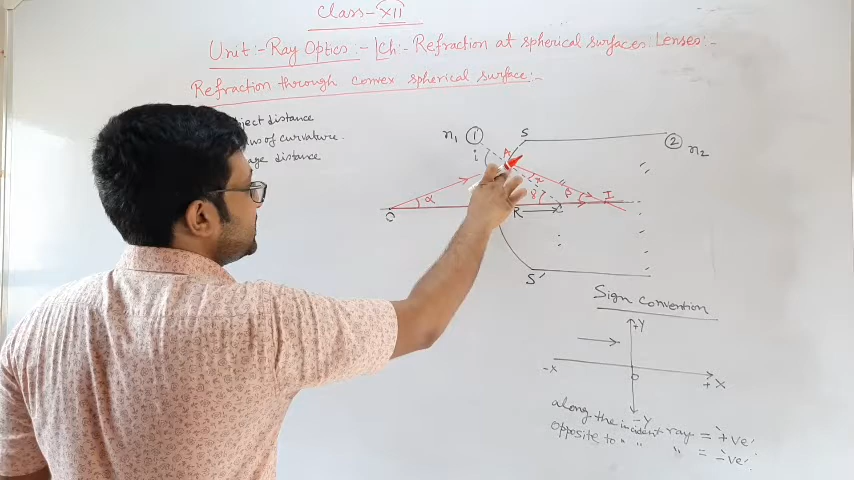 Class-XII
Unit:- Ray Optics :- Ch:- Refraction at spherical surfaces Lenses:-
Refraction through convex spherical surface:-
ject distance
us of curvature.
ge distance
n1 1 S 2 n2
i A
r β I
α γ
O R
S'
Sign convention
+Y
-X O +X
-Y
along the incident ray = +ve
opposite to " " " = -ve